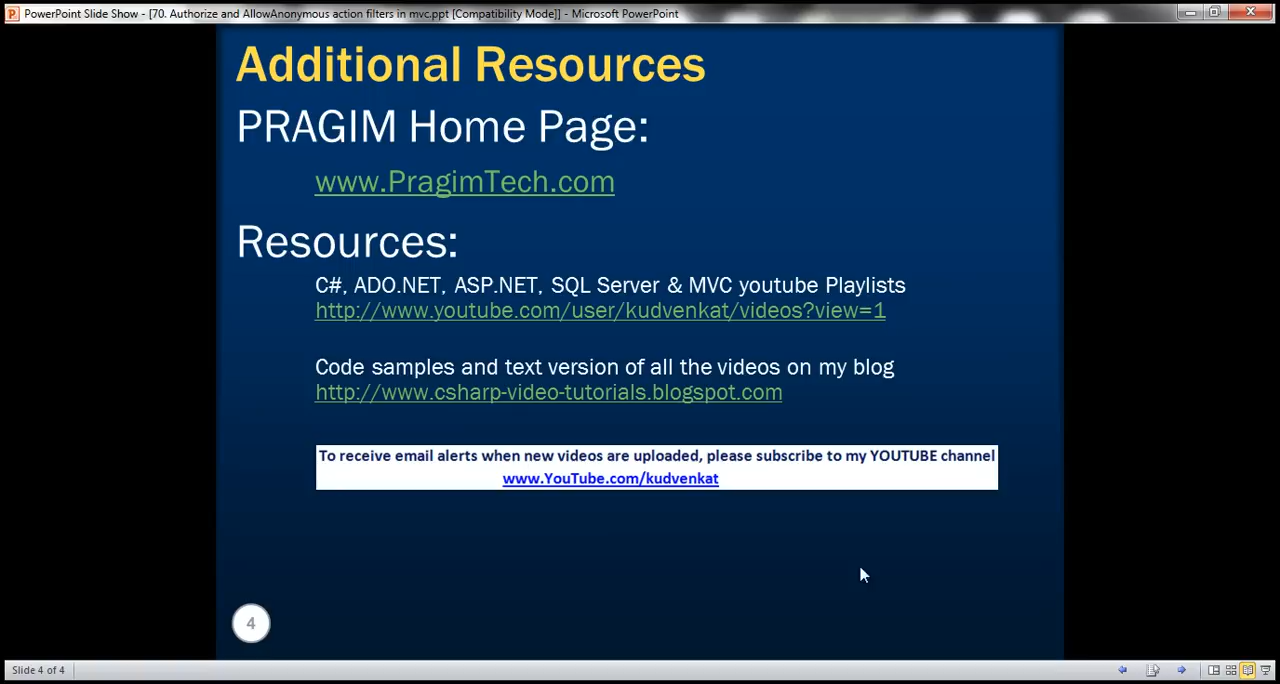 PowerPoint Slide Show - [70. Authorize and AllowAnonymous action filters in mvc.ppt [Compatibility Mode]] - Microsoft PowerPoint
Additional Resources
PRAGIM Home Page:
www.PragimTech.com
Resources:
C#, ADO.NET, ASP.NET, SQL Server & MVC youtube Playlists
http://www.youtube.com/user/kudvenkat/videos?view=1
Code samples and text version of all the videos on my blog
http://www.csharp-video-tutorials.blogspot.com
To receive email alerts when new videos are uploaded, please subscribe to my YOUTUBE channel
www.YouTube.com/kudvenkat
4
Slide 4 of 4